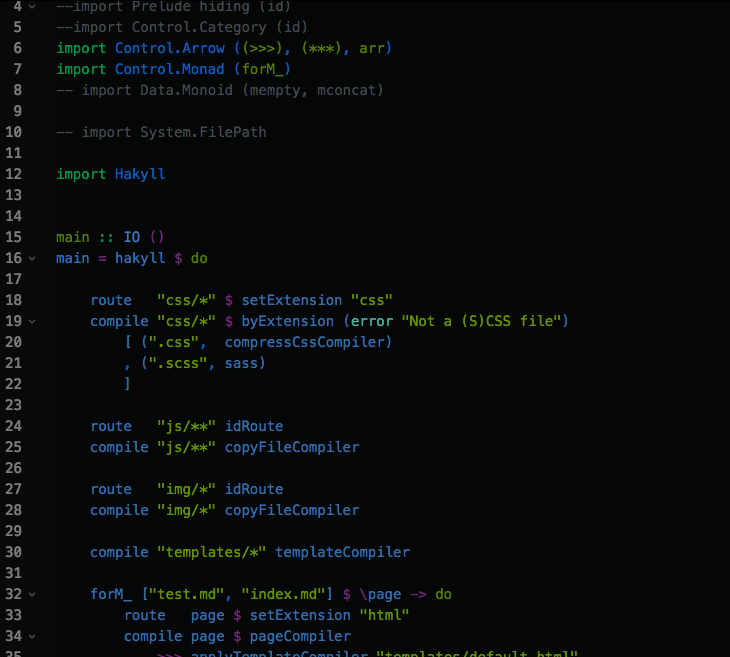 4 --import Prelude hiding (id)
5 --import Control.Category (id)
6 import Control.Arrow ((>>>), (***), arr)
7 import Control.Monad (forM_)
8 -- import Data.Monoid (mempty, mconcat)
9
10 -- import System.FilePath
11
12 import Hakyll
13
14
15 main :: IO ()
16 main = hakyll $ do
17
18     route   "css/*" $ setExtension "css"
19     compile "css/*" $ byExtension (error "Not a (S)CSS file")
20         [ (".css",  compressCssCompiler)
21         , (".scss", sass)
22         ]
23
24     route   "js/**" idRoute
25     compile "js/**" copyFileCompiler
26
27     route   "img/*" idRoute
28     compile "img/*" copyFileCompiler
29
30     compile "templates/*" templateCompiler
31
32     forM_ ["test.md", "index.md"] $ \page -> do
33         route   page $ setExtension "html"
34         compile page $ pageCompiler
35             >>> applyTemplateCompiler "templates/default.html"